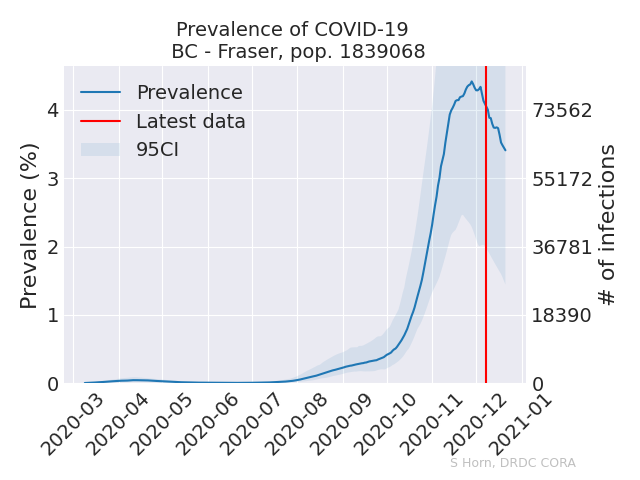 Prevalence of COVID-19
BC - Fraser, pop. 1839068
Prevalence
Latest data
95CI
Prevalence (%)
4
3
2
1
0
73562
55172
36781
18390
0
# of infections
2020-03
2020-04
2020-05
2020-06
2020-07
2020-08
2020-09
2020-10
2020-11
2020-12
2021-01
S Horn, DRDC CORA